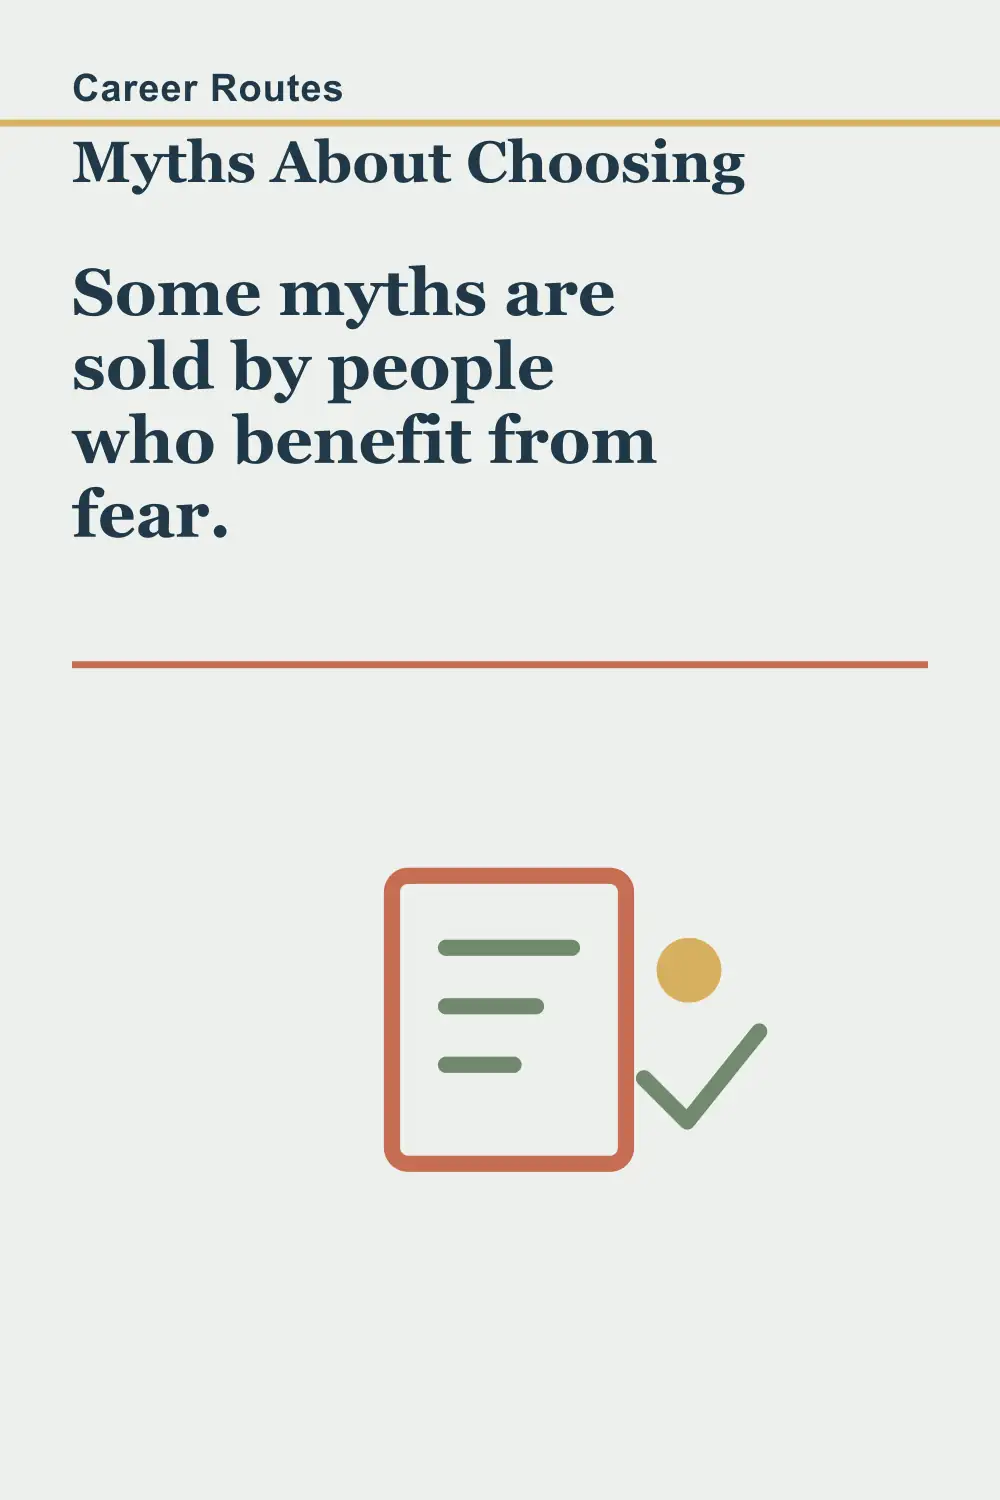 Career Routes
Myths About Choosing
Some myths are
sold by people
who benefit from
fear.